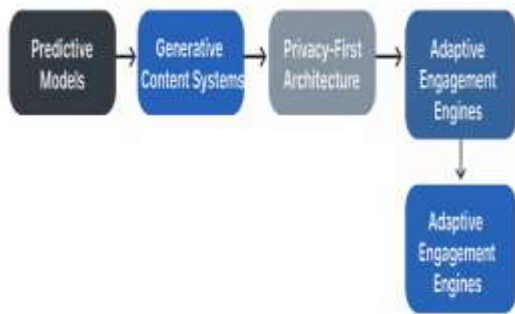 Predictive
Models
Generative
Content Systems
Privacy-First
Architecture
Adaptive
Engagement
Engines
Adaptive
Engagement
Engines